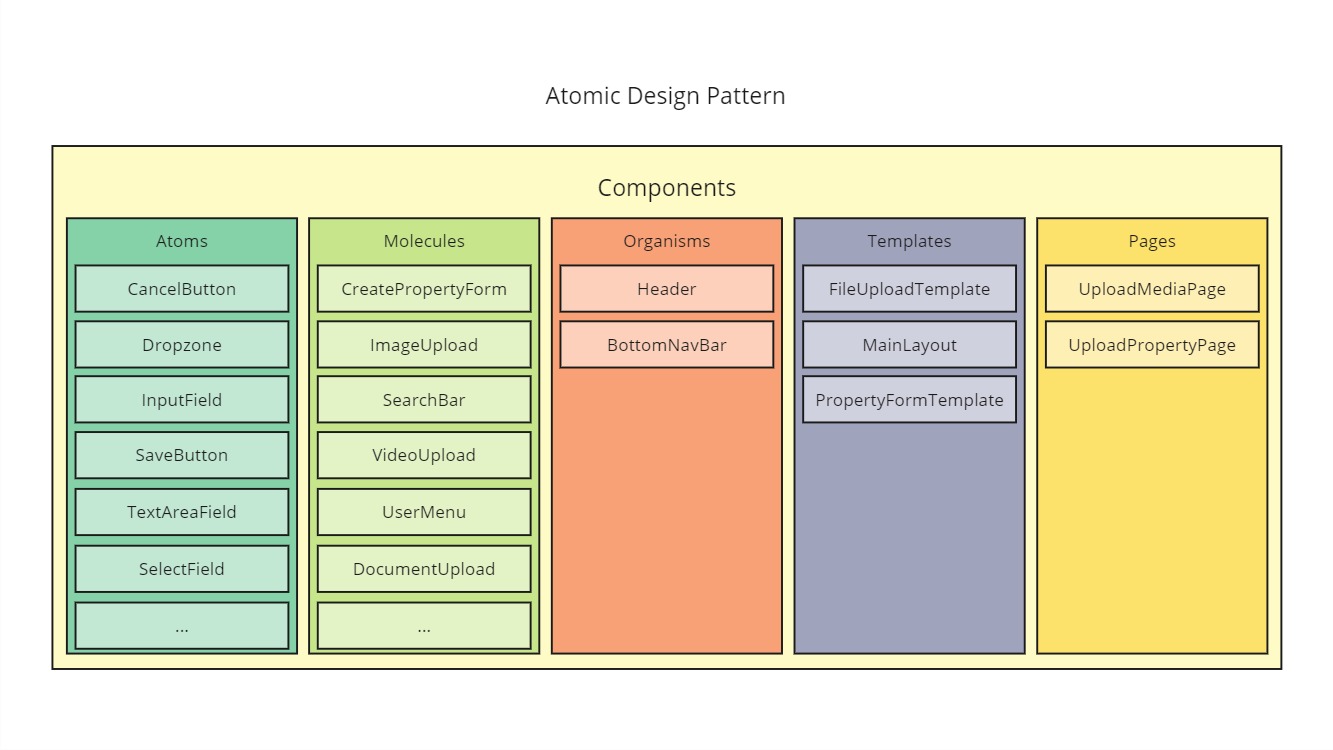 Atomic Design Pattern
Components
Atoms
CancelButton
Dropzone
InputField
SaveButton
TextAreaField
SelectField
...
Molecules
CreatePropertyForm
ImageUpload
SearchBar
VideoUpload
UserMenu
DocumentUpload
...
Organisms
Header
BottomNavBar
Templates
FileUploadTemplate
MainLayout
PropertyFormTemplate
Pages
UploadMediaPage
UploadPropertyPage